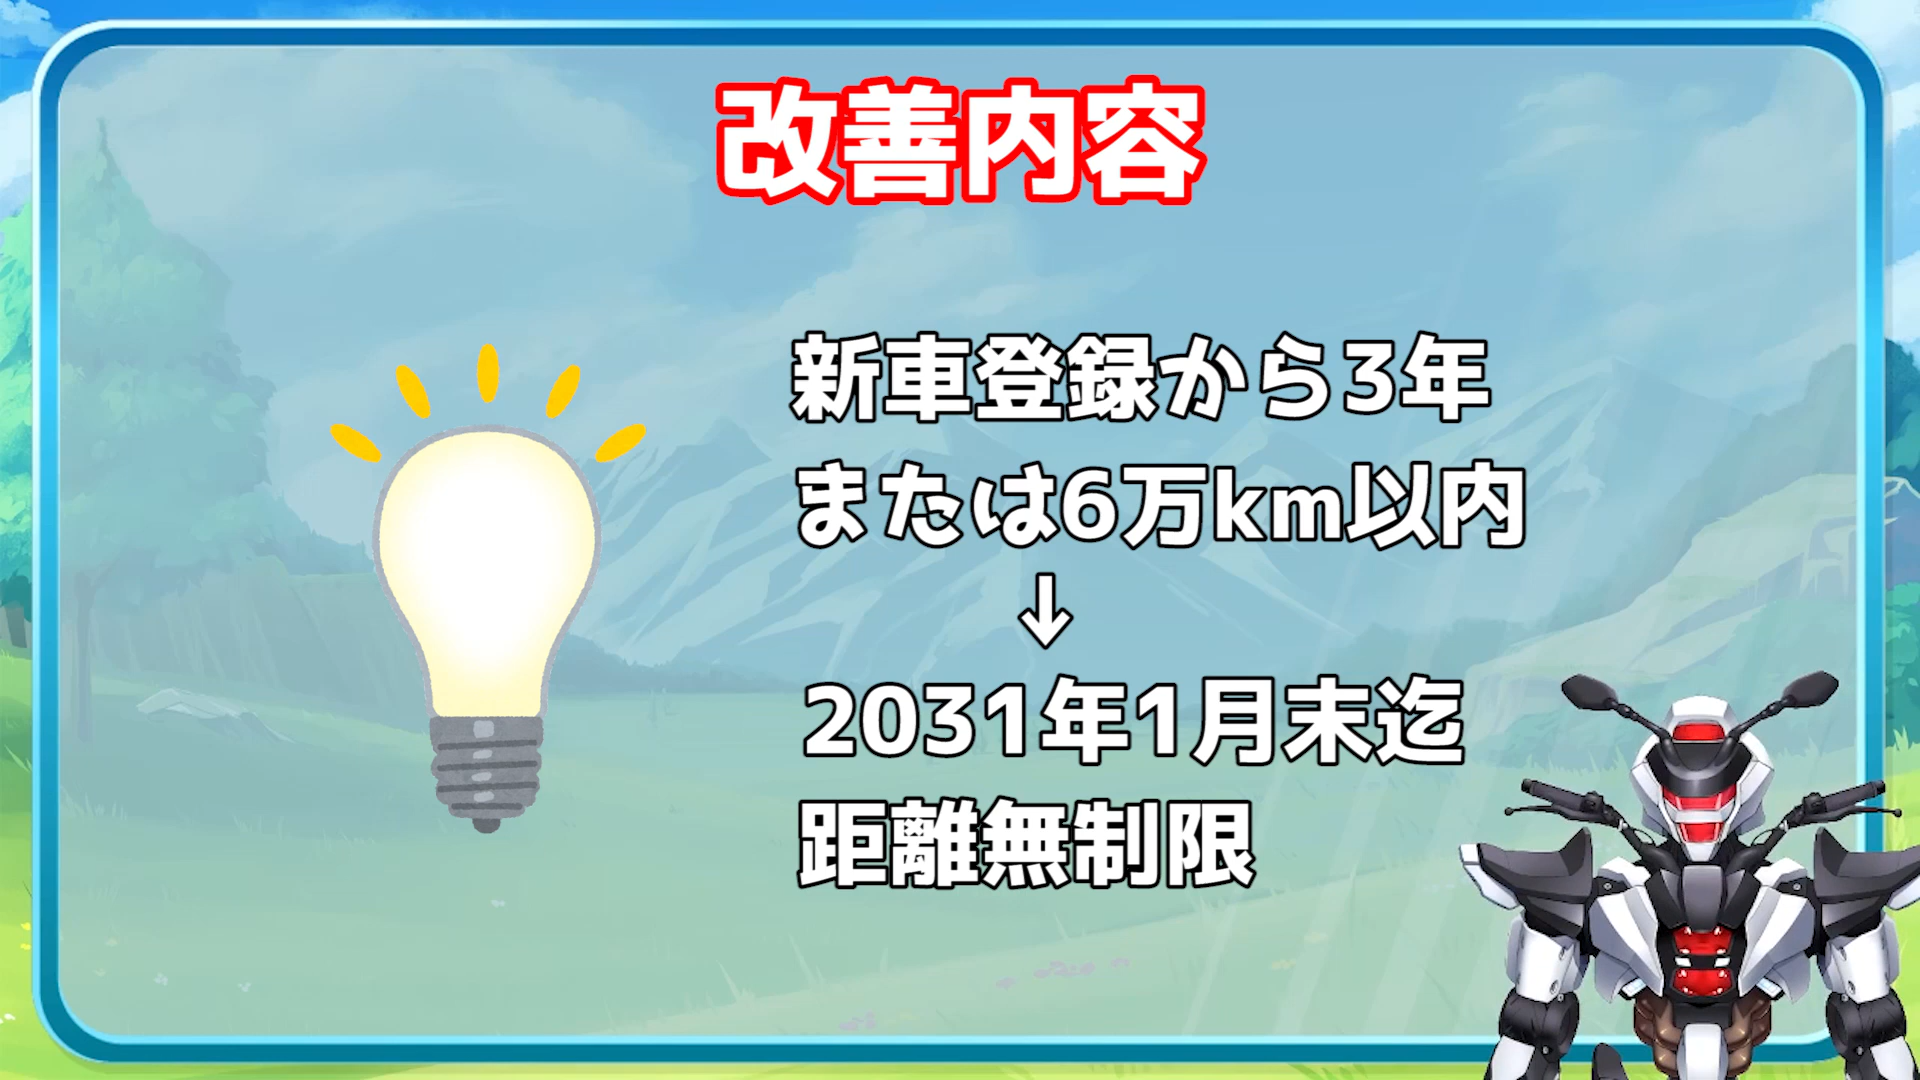 改善内容
新車登録から3年
または6万km以内
↓
2031年1月末迄
距離無制限